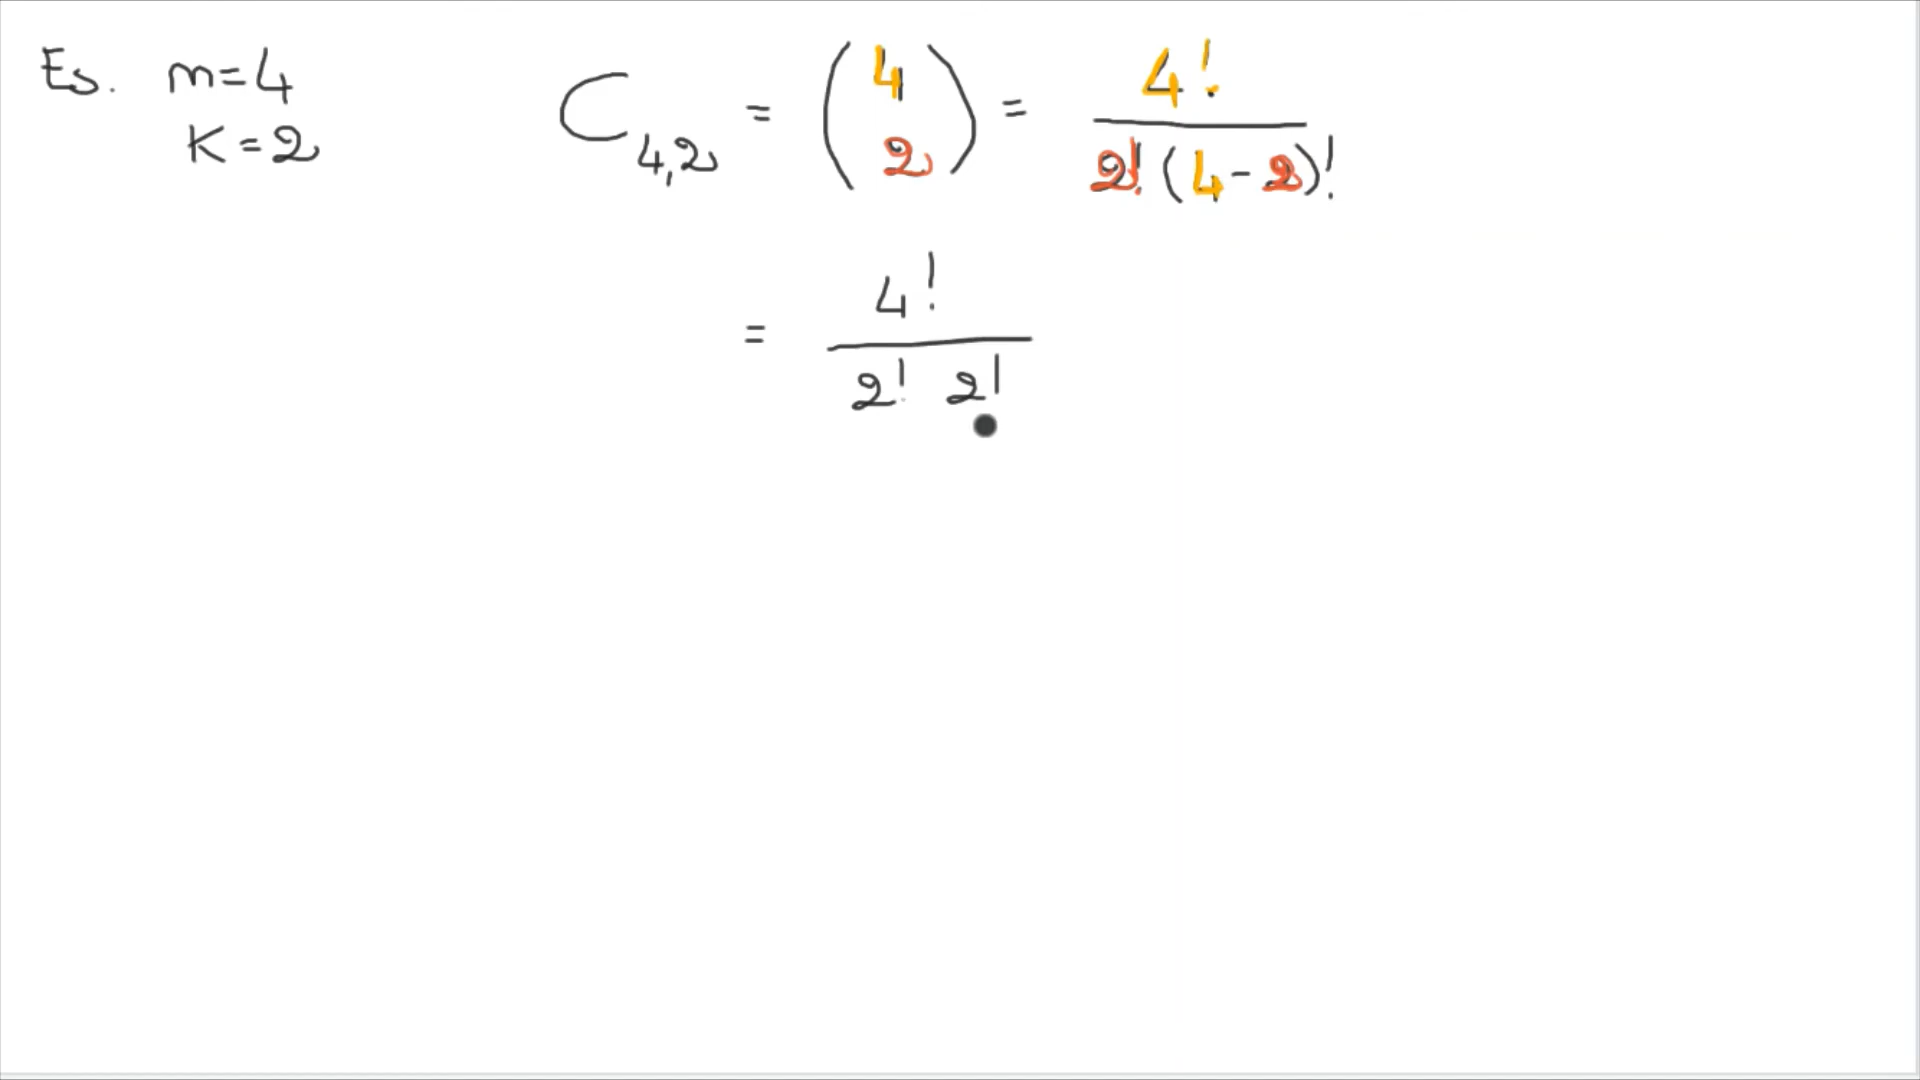 Es. m=4
K=2
C₄,₂ = (4 2) = 4! / 2! (4-2)!
= 4! / 2! 2!